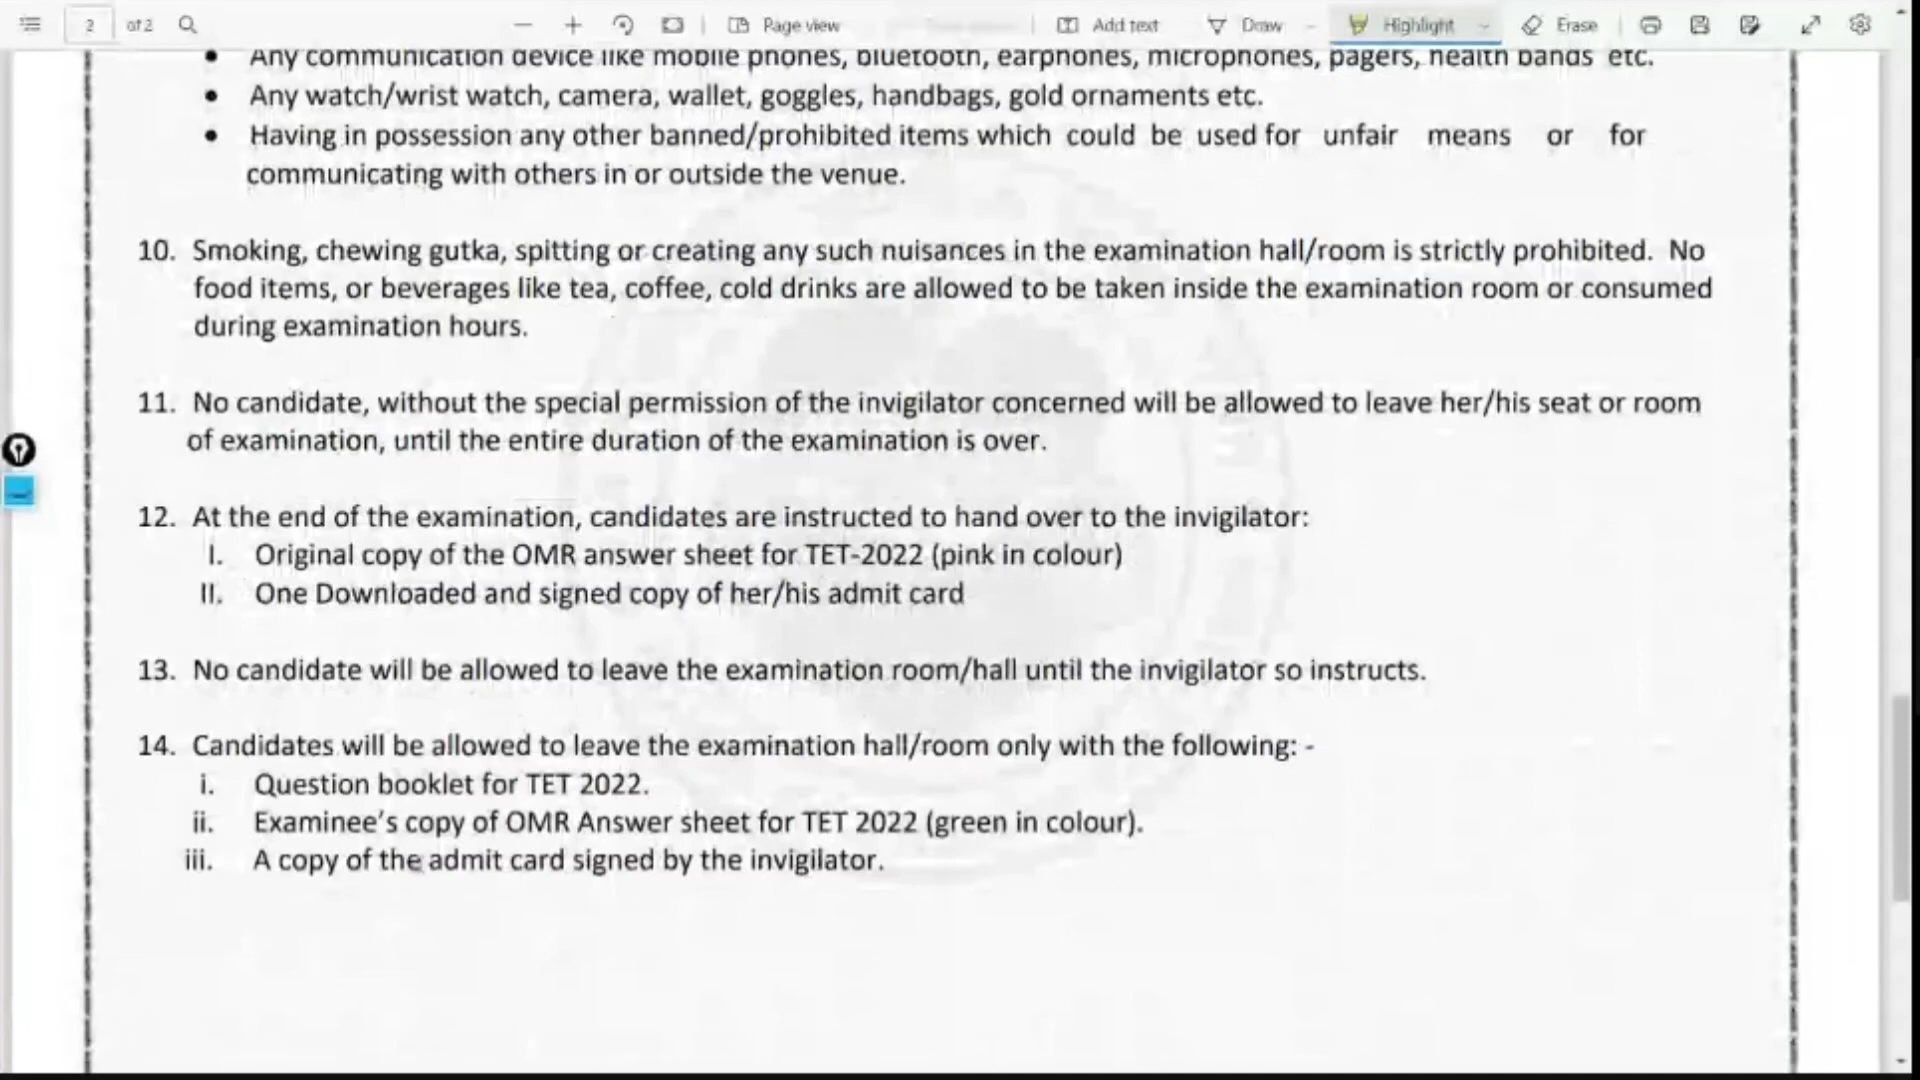 2 of 2 Page view Add text Draw Highlight Erase
• Any communication device like mobile phones, bluetooth, earphones, microphones, pagers, health bands etc.
• Any watch/wrist watch, camera, wallet, goggles, handbags, gold ornaments etc.
• Having in possession any other banned/prohibited items which could be used for unfair means or for
communicating with others in or outside the venue.
10. Smoking, chewing gutka, spitting or creating any such nuisances in the examination hall/room is strictly prohibited. No
food items, or beverages like tea, coffee, cold drinks are allowed to be taken inside the examination room or consumed
during examination hours.
11. No candidate, without the special permission of the invigilator concerned will be allowed to leave her/his seat or room
of examination, until the entire duration of the examination is over.
12. At the end of the examination, candidates are instructed to hand over to the invigilator:
I. Original copy of the OMR answer sheet for TET-2022 (pink in colour)
II. One Downloaded and signed copy of her/his admit card
13. No candidate will be allowed to leave the examination room/hall until the invigilator so instructs.
14. Candidates will be allowed to leave the examination hall/room only with the following: -
i. Question booklet for TET 2022.
ii. Examinee's copy of OMR Answer sheet for TET 2022 (green in colour).
iii. A copy of the admit card signed by the invigilator.